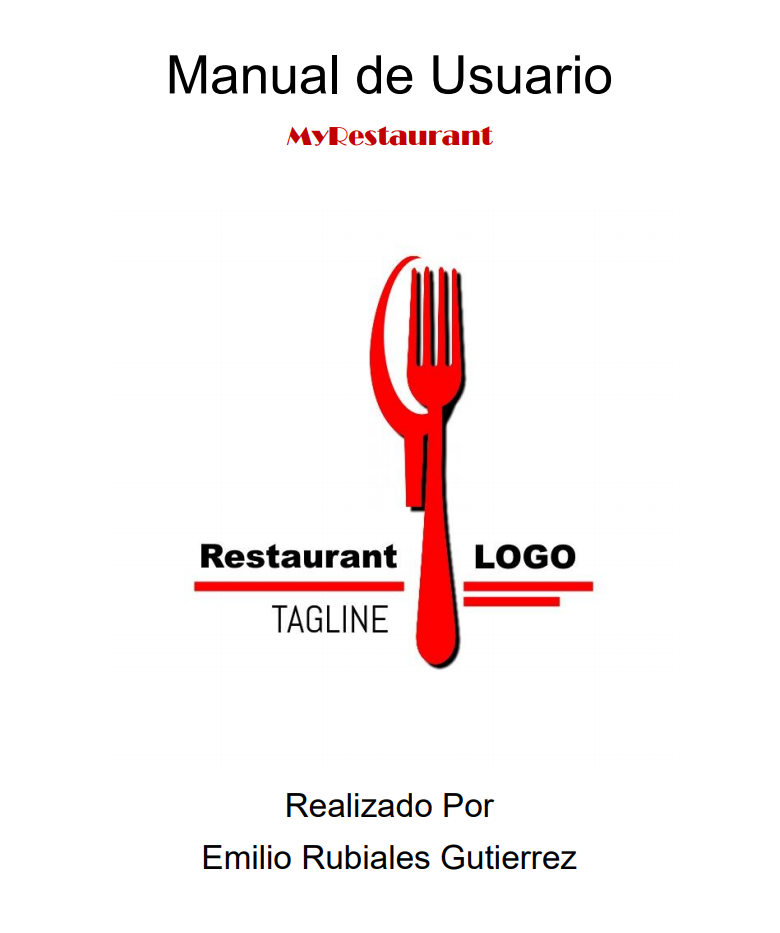 Manual de Usuario
MyRestaurant
Restaurant LOGO
TAGLINE
Realizado Por
Emilio Rubiales Gutierrez